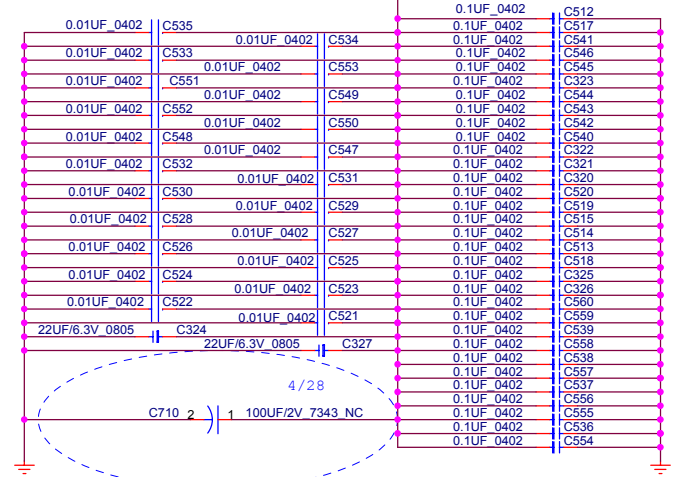 0.01UF_0402 C535
0.01UF_0402 C534
0.01UF_0402 C533
0.01UF_0402 C553
0.01UF_0402 C551
0.01UF_0402 C549
0.01UF_0402 C552
0.01UF_0402 C550
0.01UF_0402 C548
0.01UF_0402 C547
0.01UF_0402 C532
0.01UF_0402 C531
0.01UF_0402 C530
0.01UF_0402 C529
0.01UF_0402 C528
0.01UF_0402 C527
0.01UF_0402 C526
0.01UF_0402 C525
0.01UF_0402 C524
0.01UF_0402 C523
0.01UF_0402 C522
0.01UF_0402 C521
22UF/6.3V_0805 C324
22UF/6.3V_0805 C327
4/28
C710 2 1 100UF/2V_7343_NC
0.1UF_0402 C512
0.1UF_0402 C517
0.1UF_0402 C541
0.1UF_0402 C546
0.1UF_0402 C545
0.1UF_0402 C323
0.1UF_0402 C544
0.1UF_0402 C543
0.1UF_0402 C542
0.1UF_0402 C540
0.1UF_0402 C322
0.1UF_0402 C321
0.1UF_0402 C320
0.1UF_0402 C520
0.1UF_0402 C519
0.1UF_0402 C515
0.1UF_0402 C514
0.1UF_0402 C513
0.1UF_0402 C518
0.1UF_0402 C325
0.1UF_0402 C326
0.1UF_0402 C560
0.1UF_0402 C559
0.1UF_0402 C539
0.1UF_0402 C558
0.1UF_0402 C538
0.1UF_0402 C557
0.1UF_0402 C537
0.1UF_0402 C556
0.1UF_0402 C555
0.1UF_0402 C536
0.1UF_0402 C554